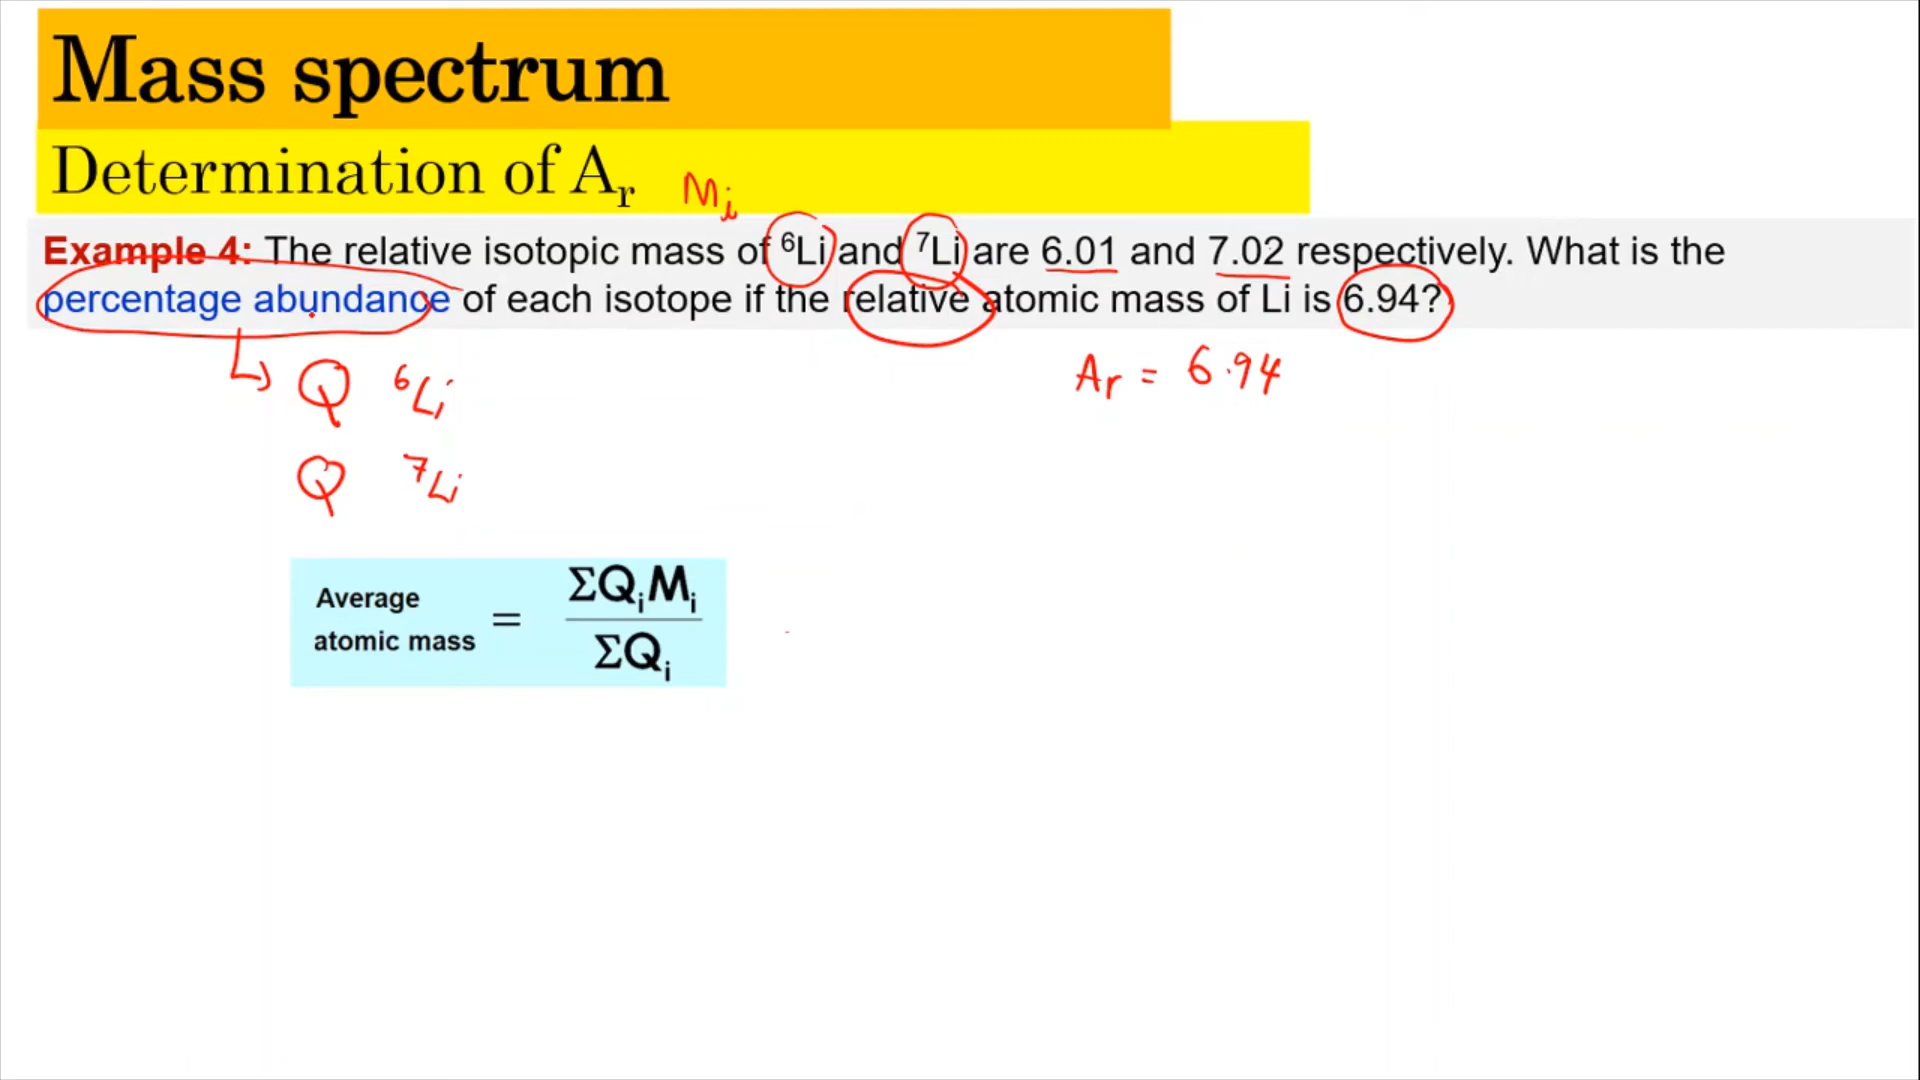 Mass spectrum
Determination of Aᵣ
Mᵢ
Example 4: The relative isotopic mass of ⁶Li and ⁷Li are 6.01 and 7.02 respectively. What is the
percentage abundance of each isotope if the relative atomic mass of Li is 6.94?
Aᵣ = 6.94
Q ⁶Li
Q ⁷Li
Average atomic mass = ΣQᵢMᵢ / ΣQᵢ